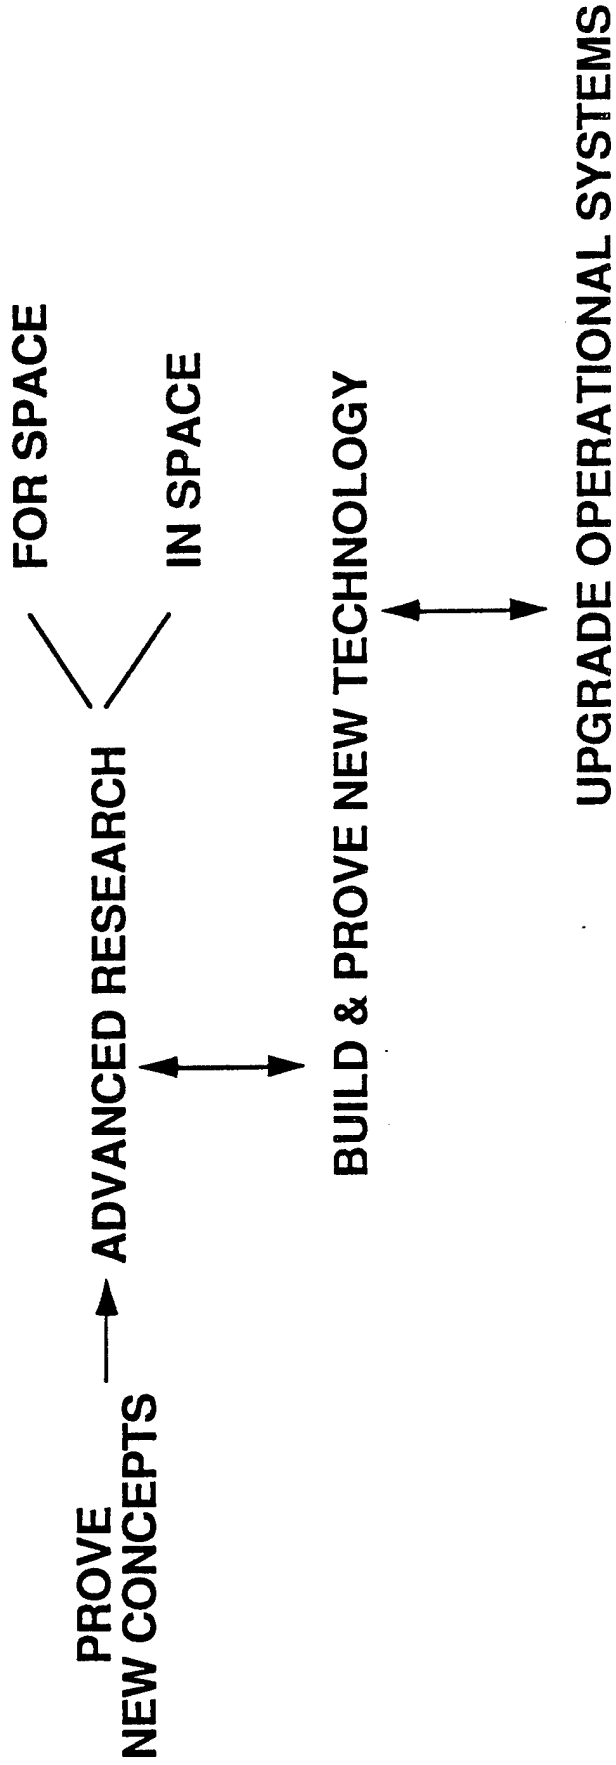 PROVE
NEW CONCEPTS
ADVANCED RESEARCH
FOR SPACE
IN SPACE
BUILD & PROVE NEW TECHNOLOGY
UPGRADE OPERATIONAL SYSTEMS